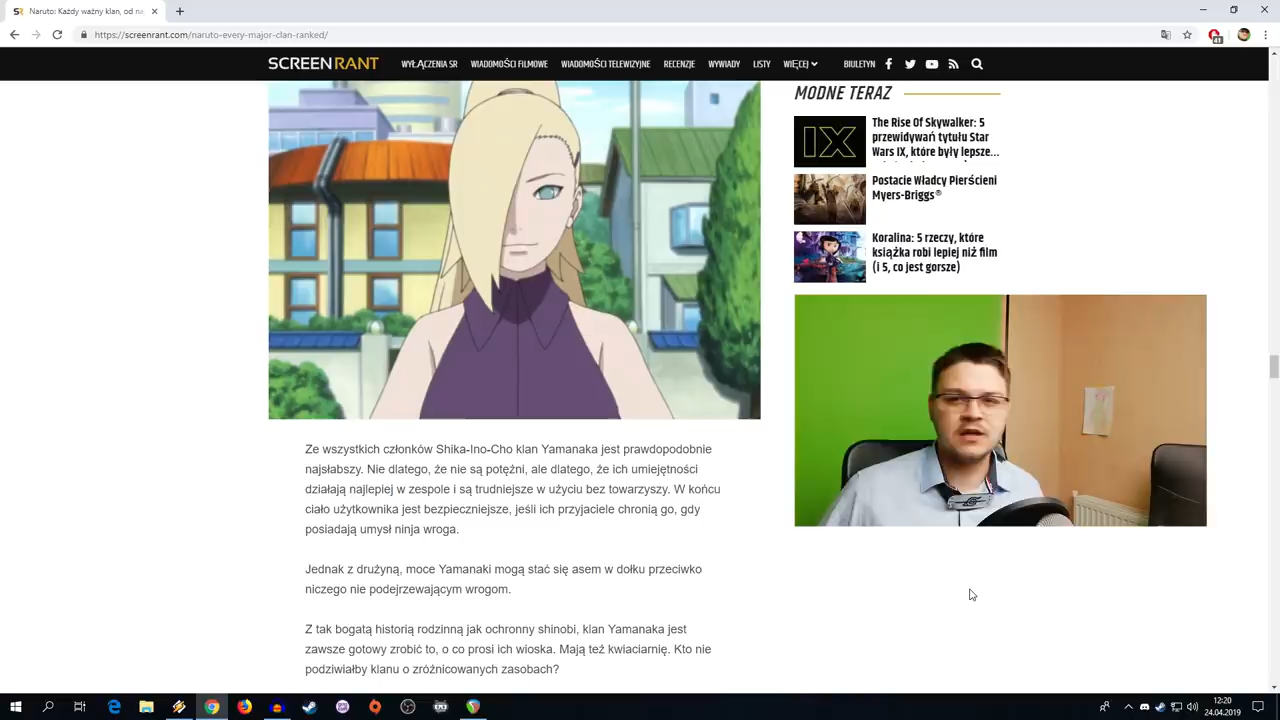 Naruto: Każdy ważny klan, od na
https://screenrant.com/naruto-every-major-clan-ranked/
41
SCREENRANT
WYŁĄCZENIA SR
WIADOMOŚCI FILMOWE
WIADOMOŚCI TELEWIZYJNE
RECENZJE
WYWIADY
LISTY
WIĘCEJ
BIULETYN
MODNE TERAZ
IX
The Rise Of Skywalker: 5
przewidywań tytułu Star
Wars IX, które były lepsze...
Postacie Władcy Pierścieni
Myers-Briggs®
Koralina: 5 rzeczy, które
książka robi lepiej niż film
(i 5, co jest gorsze)
Ze wszystkich członków Shika-Ino-Cho klan Yamanaka jest prawdopodobnie
najsłabszy. Nie dlatego, że nie są potężni, ale dlatego, że ich umiejętności
działają najlepiej w zespole i są trudniejsze w użyciu bez towarzyszy. W końcu
ciało użytkownika jest bezpieczniejsze, jeśli ich przyjaciele chronią go, gdy
posiadają umysł ninja wroga.
Jednak z drużyną, moce Yamanaki mogą stać się asem w dołku przeciwko
niczego nie podejrzewającym wrogom.
Z tak bogatą historią rodzinną jak ochronny shinobi, klan Yamanaka jest
zawsze gotowy zrobić to, o co prosi ich wioska. Mają też kwiaciarnię. Kto nie
podziwiałby klanu o zróżnicowanych zasobach?
12:20
24.04.2019